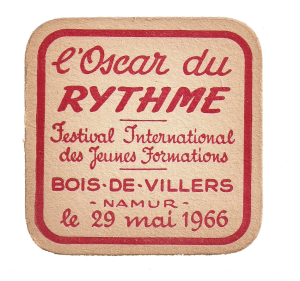 l'Oscar du
RYTHME
Festival International
des Jeunes Formations
BOIS-DE-VILLERS
- NAMUR -
le 29 mai 1966